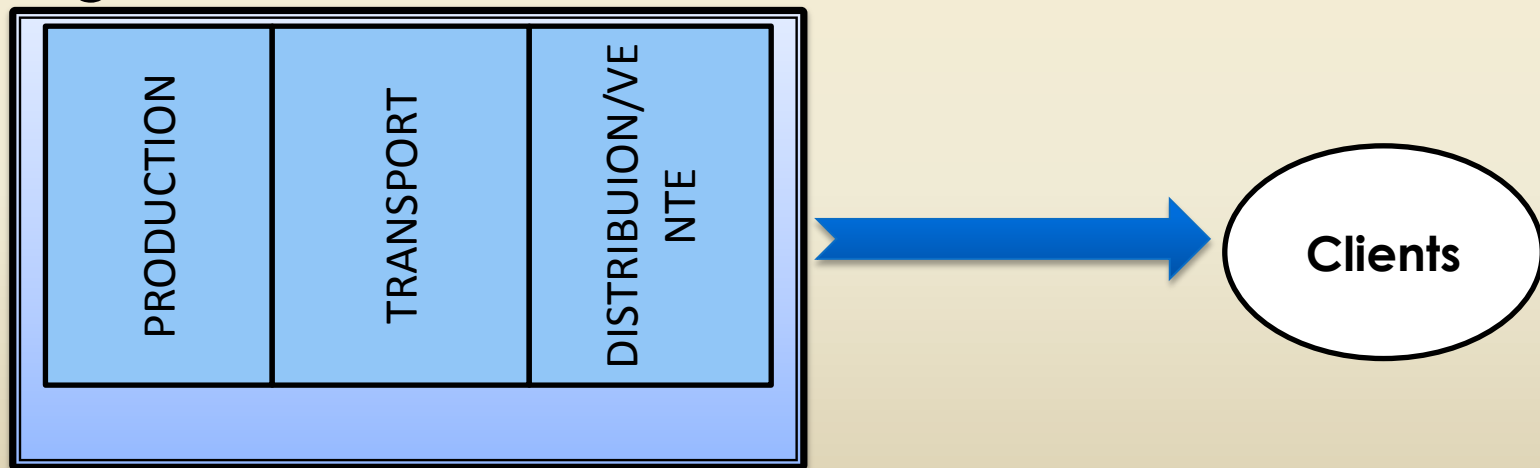 PRODUCTION
TRANSPORT
DISTRIBUION/VE
NTE
Clients